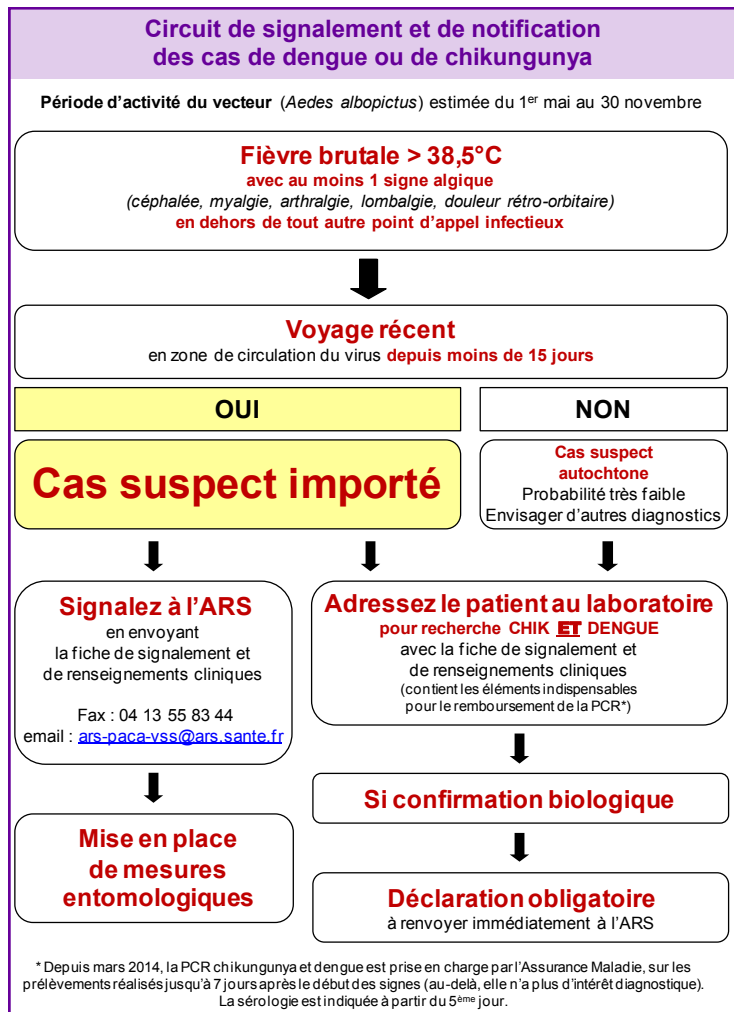 Circuit de signalement et de notification
des cas de dengue ou de chikungunya
Période d'activité du vecteur (Aedes albopictus) estimée du 1er mai au 30 novembre
Fièvre brutale > 38,5°C
avec au moins 1 signe algique
(céphalée, myalgie, arthralgie, lombalgie, douleur rétro-orbitaire)
en dehors de tout autre point d'appel infectieux
Voyage récent
en zone de circulation du virus depuis moins de 15 jours
OUI
NON
Cas suspect importé
Cas suspect
autochtone
Probabilité très faible
Envisager d'autres diagnostics
Signalez à l'ARS
en envoyant
la fiche de signalement et
de renseignements cliniques
Fax : 04 13 55 83 44
email : ars-paca-vss@ars.sante.fr
Adressez le patient au laboratoire
pour recherche CHIK ET DENGUE
avec la fiche de signalement et
de renseignements cliniques
(contient les éléments indispensables
pour le remboursement de la PCR*)
Mise en place
de mesures
entomologiques
Si confirmation biologique
Déclaration obligatoire
à renvoyer immédiatement à l'ARS
* Depuis mars 2014, la PCR chikungunya et dengue est prise en charge par l'Assurance Maladie, sur les
prélèvements réalisés jusqu'à 7 jours après le début des signes (au-delà, elle n'a plus d'intérêt diagnostique).
La sérologie est indiquée à partir du 5ème jour.